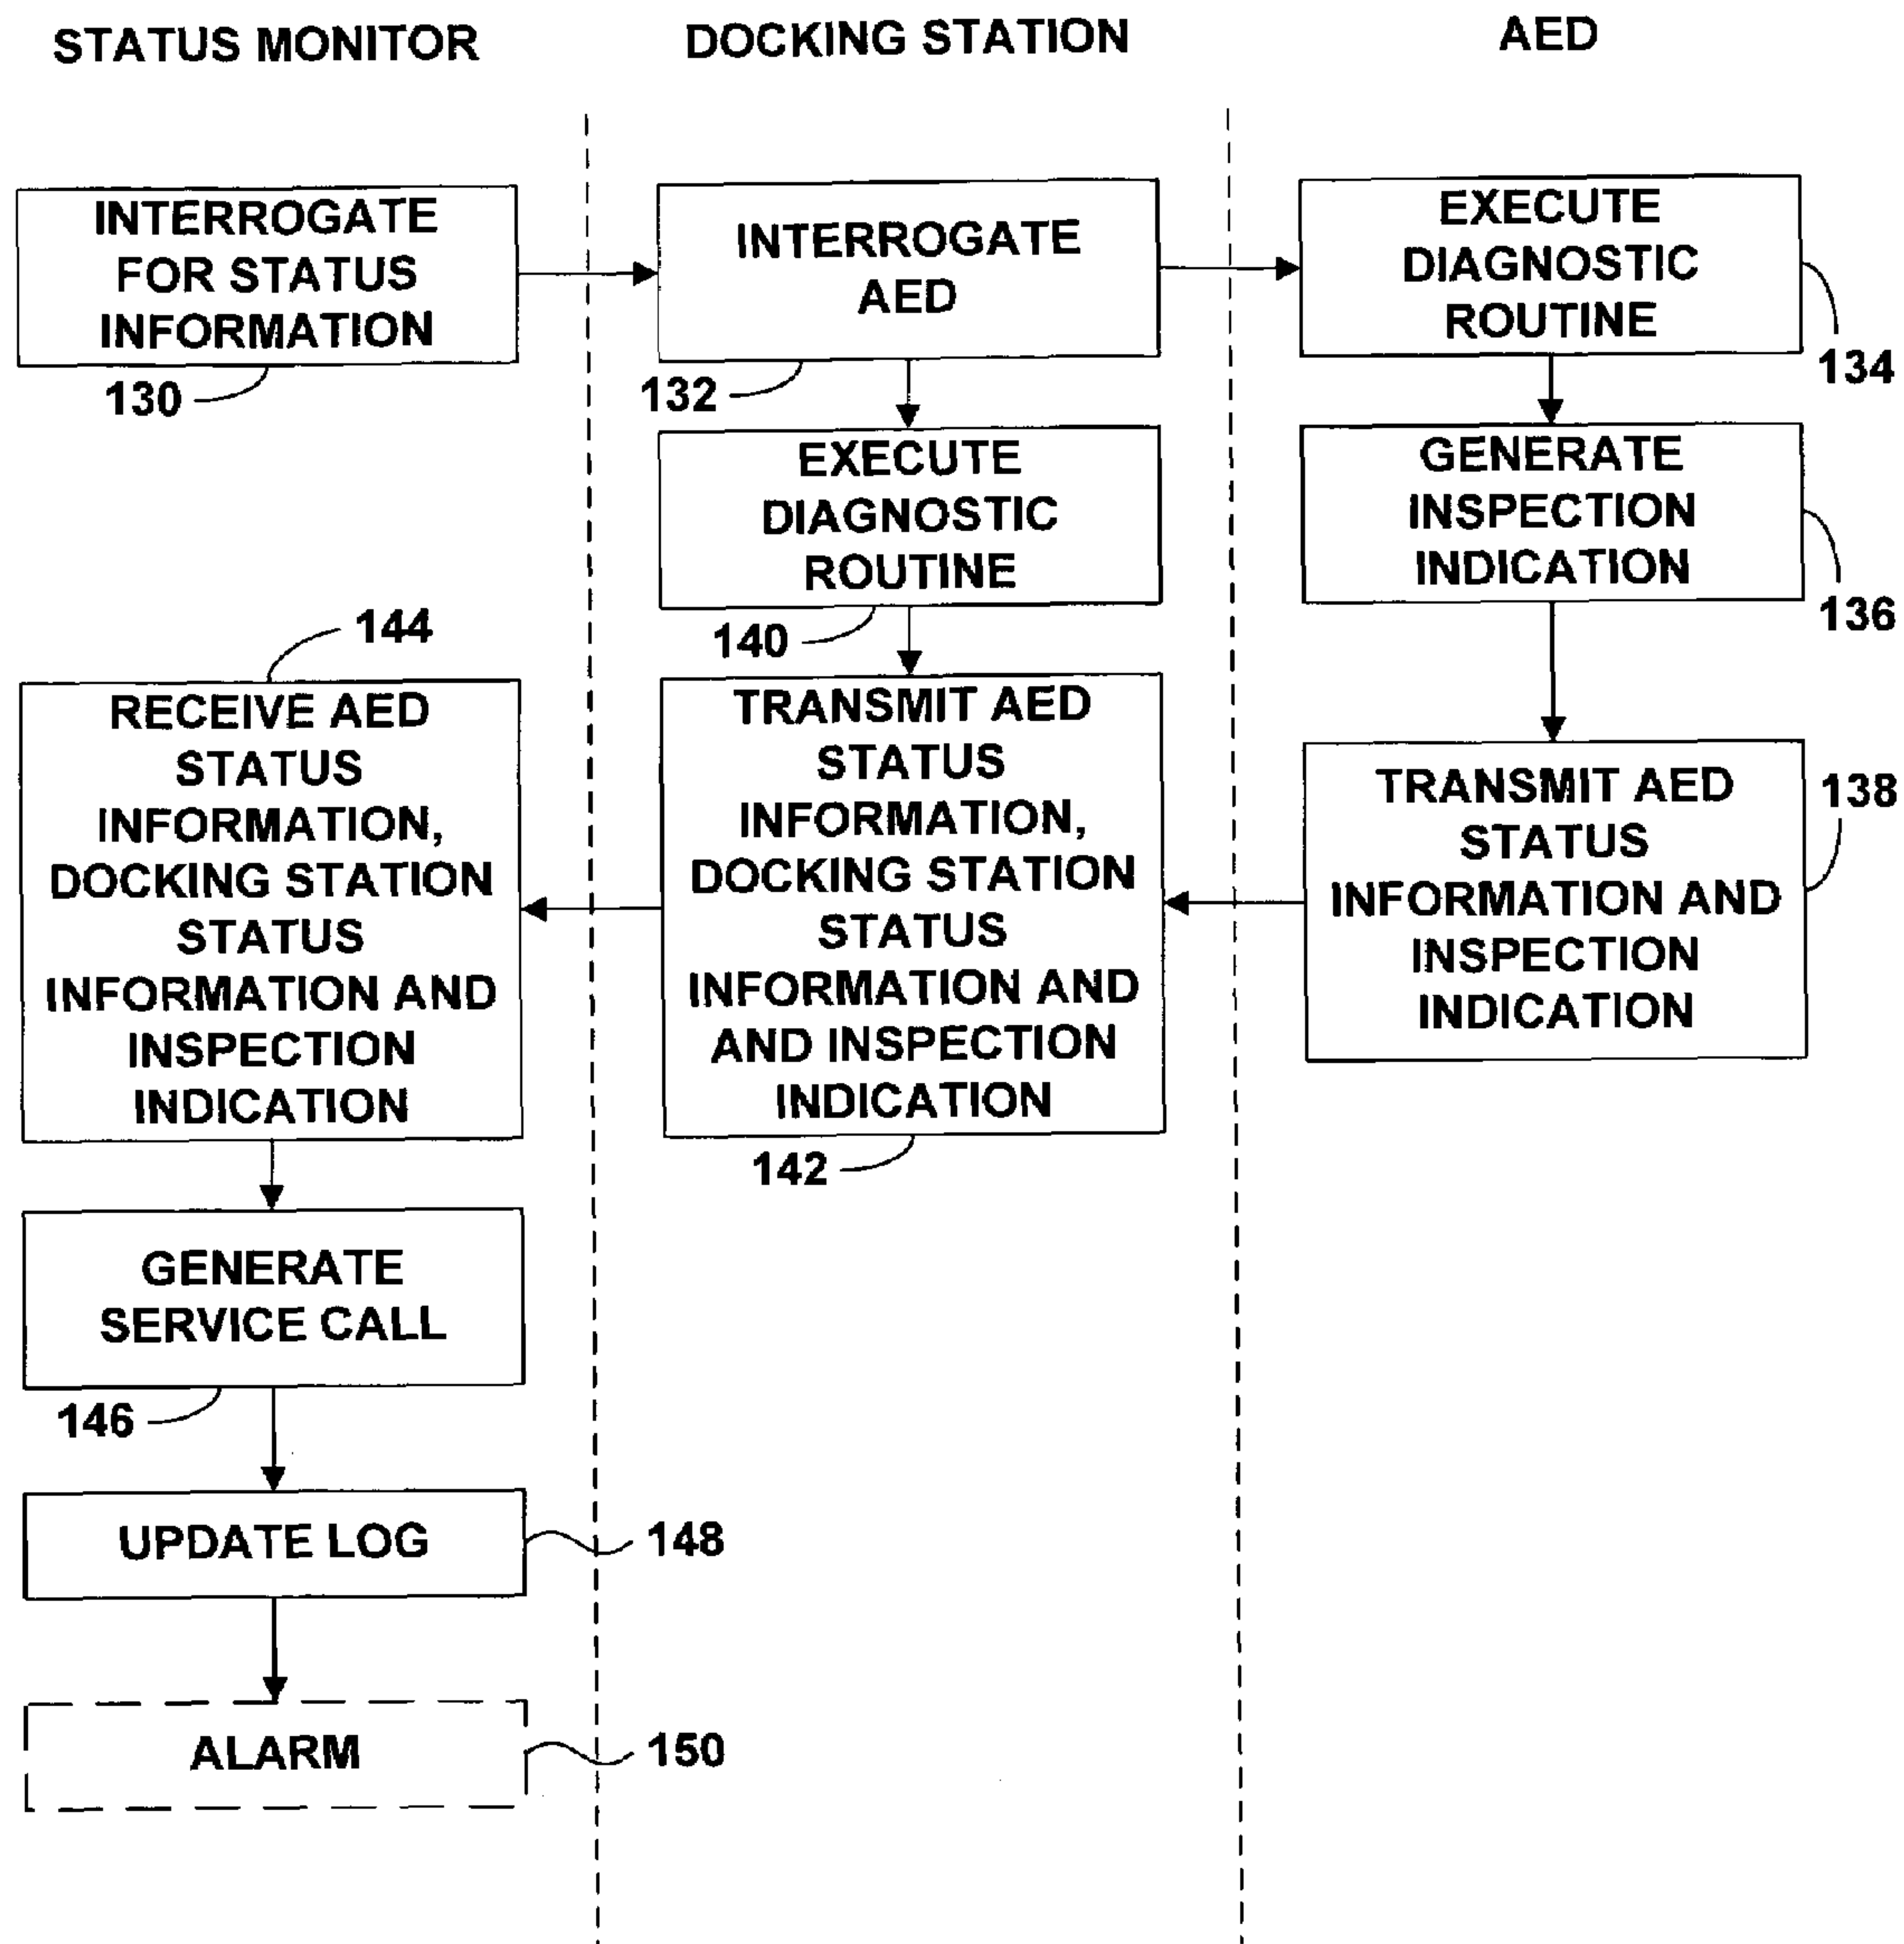 STATUS MONITOR
DOCKING STATION
AED
INTERROGATE
FOR STATUS
INFORMATION
130
INTERROGATE
AED
132
EXECUTE
DIAGNOSTIC
ROUTINE
134
EXECUTE
DIAGNOSTIC
ROUTINE
140
GENERATE
INSPECTION
INDICATION
136
144
RECEIVE AED
STATUS
INFORMATION,
DOCKING STATION
STATUS
INFORMATION AND
INSPECTION
INDICATION
TRANSMIT AED
STATUS
INFORMATION,
DOCKING STATION
STATUS
INFORMATION AND
AND INSPECTION
INDICATION
142
TRANSMIT AED
STATUS
INFORMATION AND
INSPECTION
INDICATION
138
GENERATE
SERVICE CALL
146
UPDATE LOG
148
ALARM
150